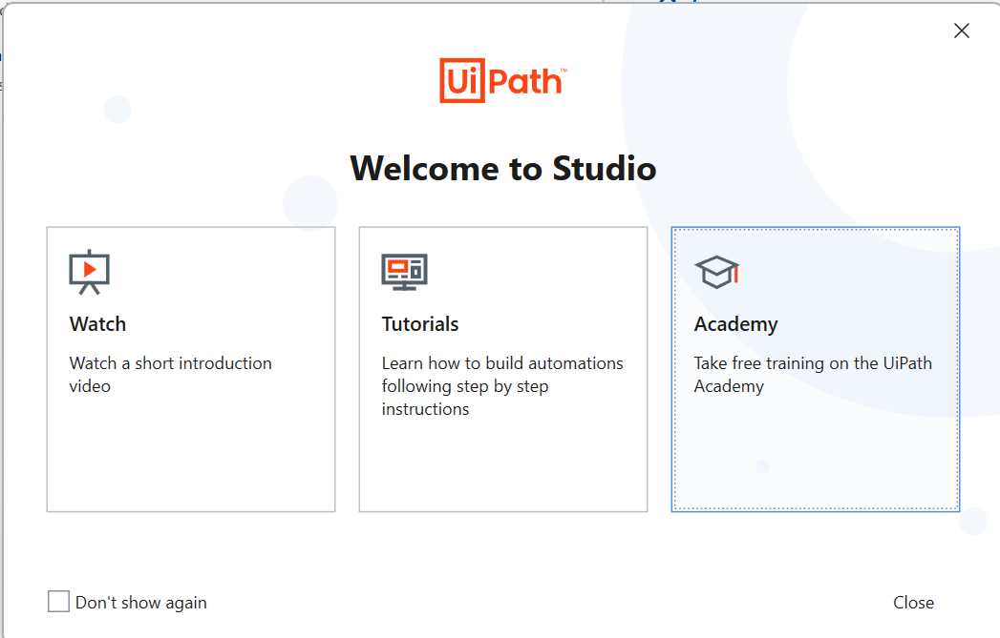 UiPath™
Welcome to Studio
Watch
Watch a short introduction
video
Tutorials
Learn how to build automations
following step by step
instructions
Academy
Take free training on the UiPath
Academy
Don't show again
Close